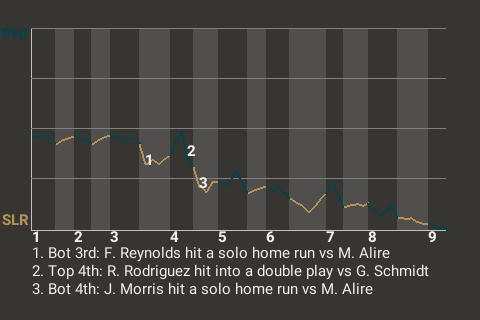 PHI
SLR
1 2 3 4 5 6 7 8 9
1
2
3
1. Bot 3rd: F. Reynolds hit a solo home run vs M. Alire
2. Top 4th: R. Rodriguez hit into a double play vs G. Schmidt
3. Bot 4th: J. Morris hit a solo home run vs M. Alire